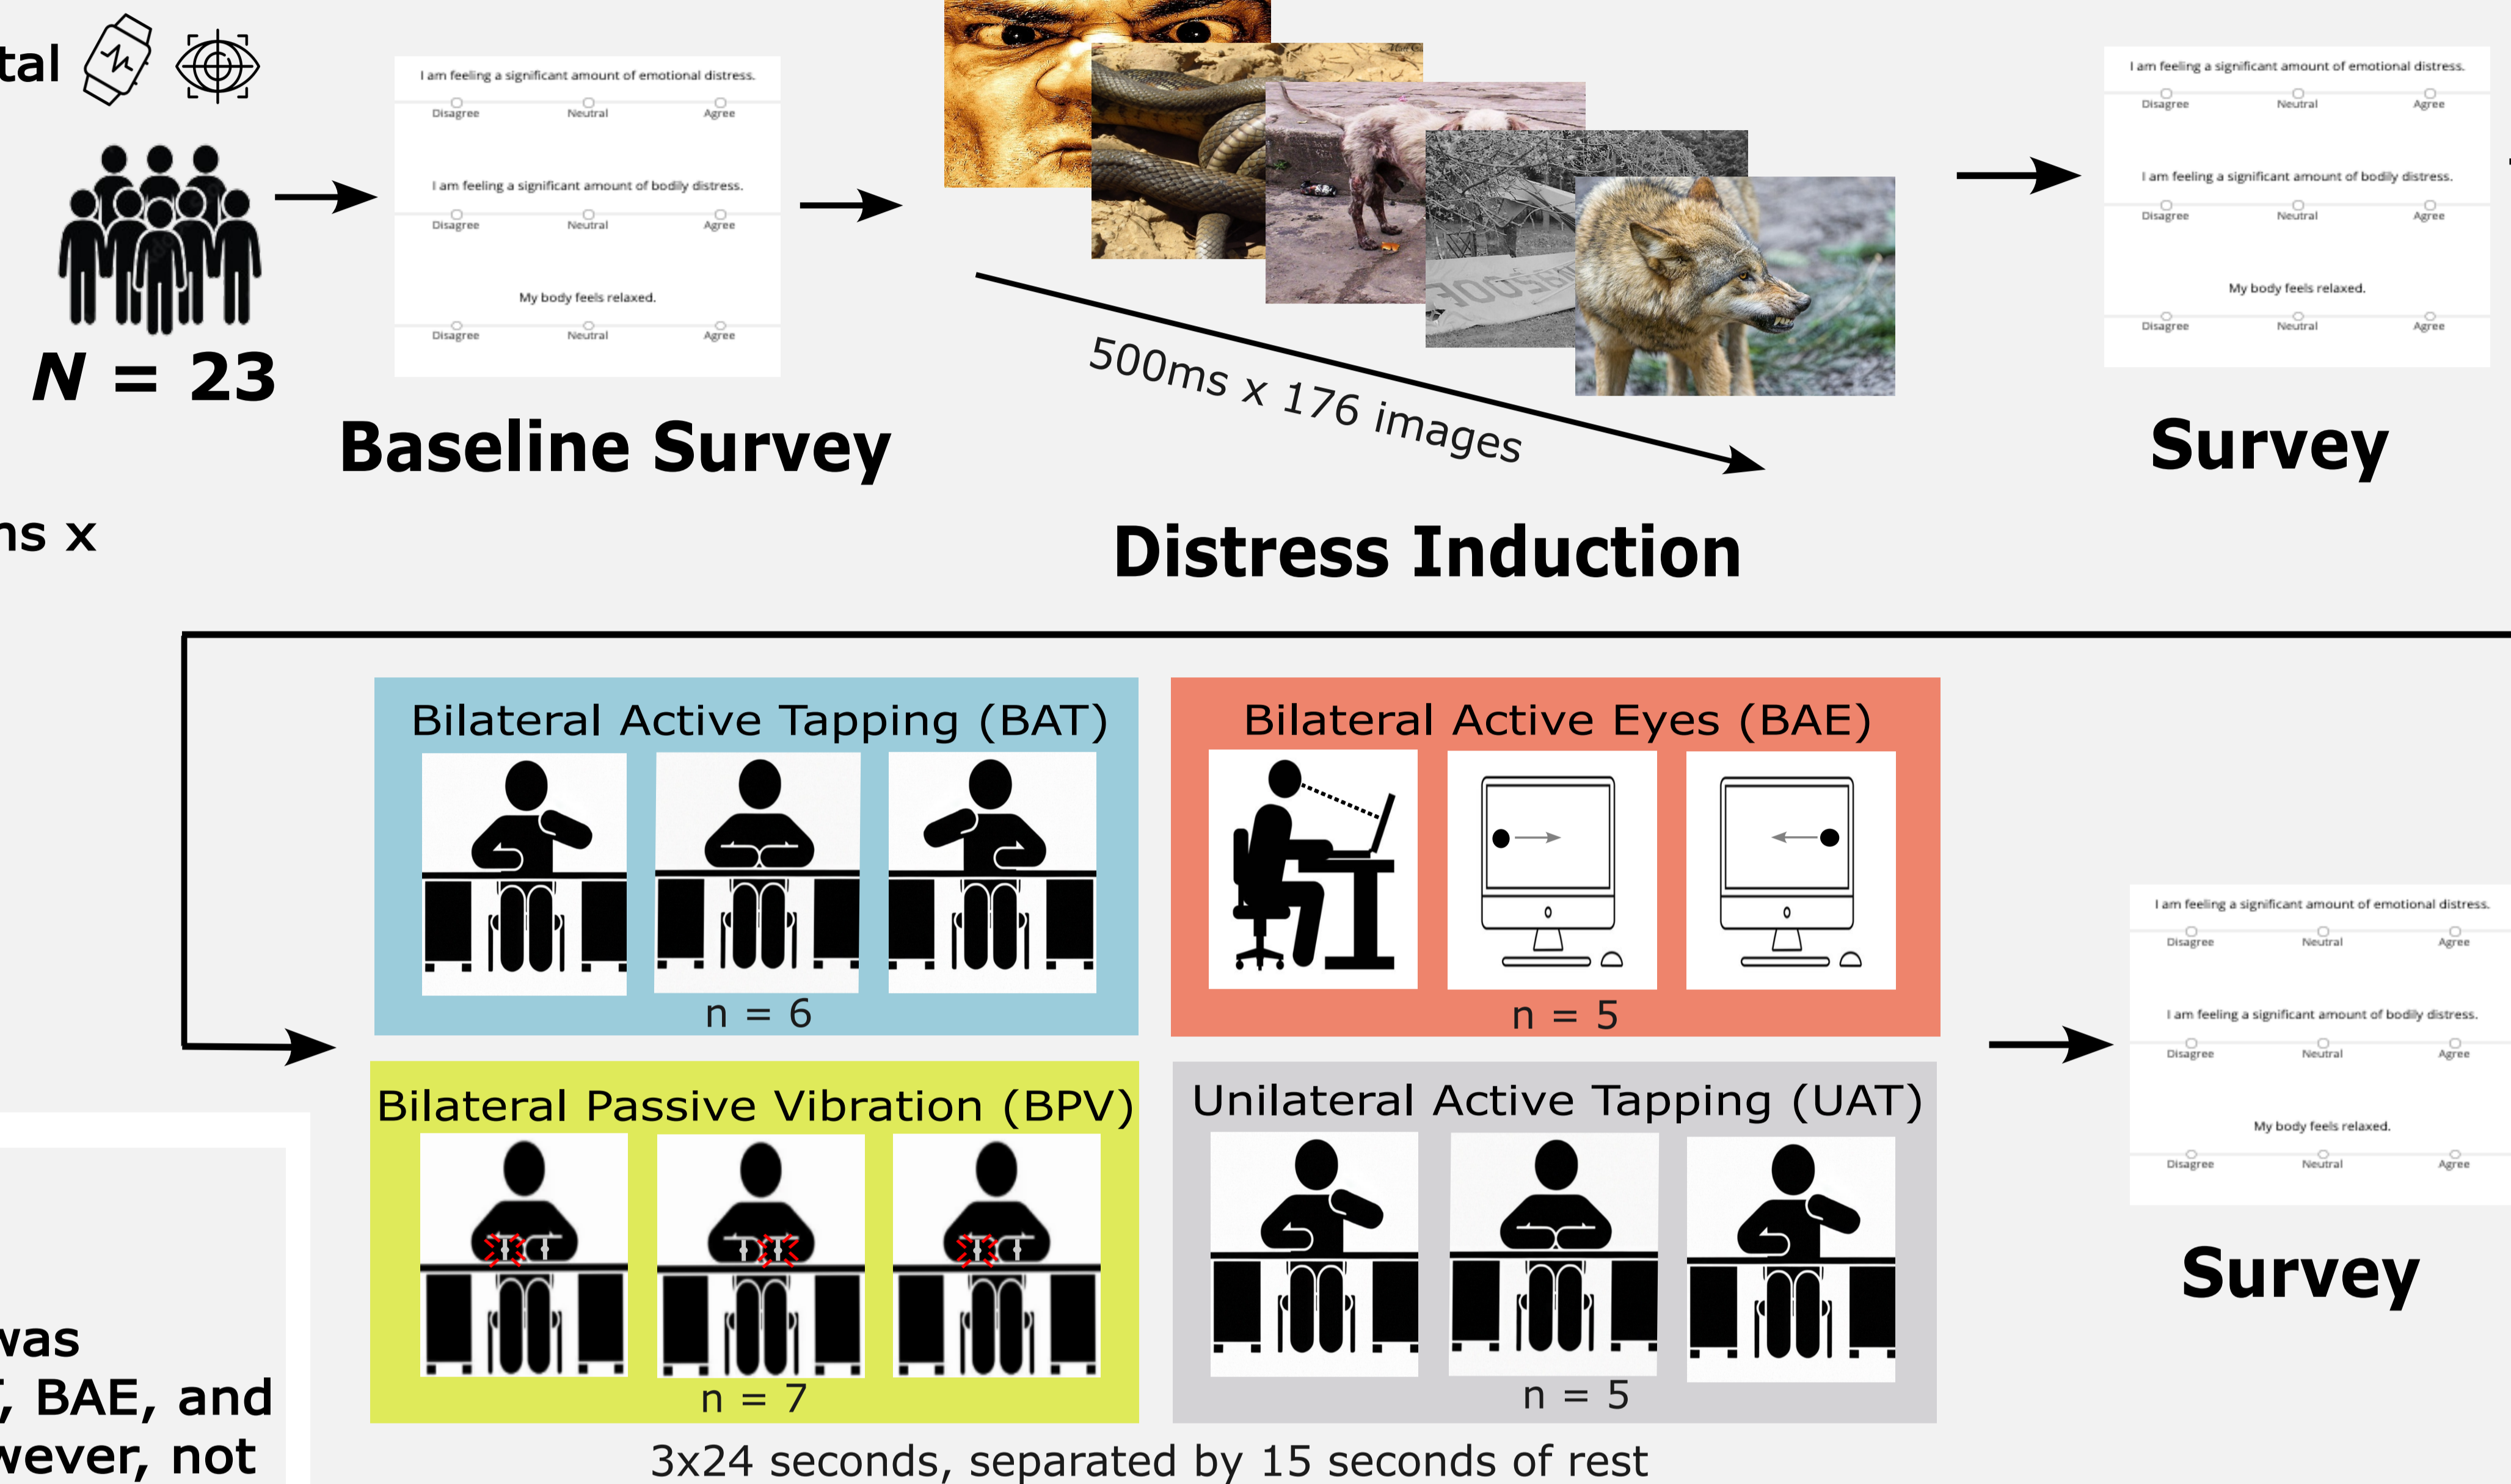 tal
I am feeling a significant amount of emotional distress.
Disagree Neutral Agree
I am feeling a significant amount of bodily distress.
Disagree Neutral Agree
My body feels relaxed.
Disagree Neutral Agree
N = 23
Baseline Survey
500ms x 176 images
Distress Induction
I am feeling a significant amount of emotional distress.
Disagree Neutral Agree
I am feeling a significant amount of bodily distress.
Disagree Neutral Agree
My body feels relaxed.
Disagree Neutral Agree
Survey
ns x
Bilateral Active Tapping (BAT)
n = 6
Bilateral Active Eyes (BAE)
n = 5
Bilateral Passive Vibration (BPV)
n = 7
Unilateral Active Tapping (UAT)
n = 5
3x24 seconds, separated by 15 seconds of rest
I am feeling a significant amount of emotional distress.
Disagree Neutral Agree
I am feeling a significant amount of bodily distress.
Disagree Neutral Agree
My body feels relaxed.
Disagree Neutral Agree
Survey
was
, BAE, and
wever, not